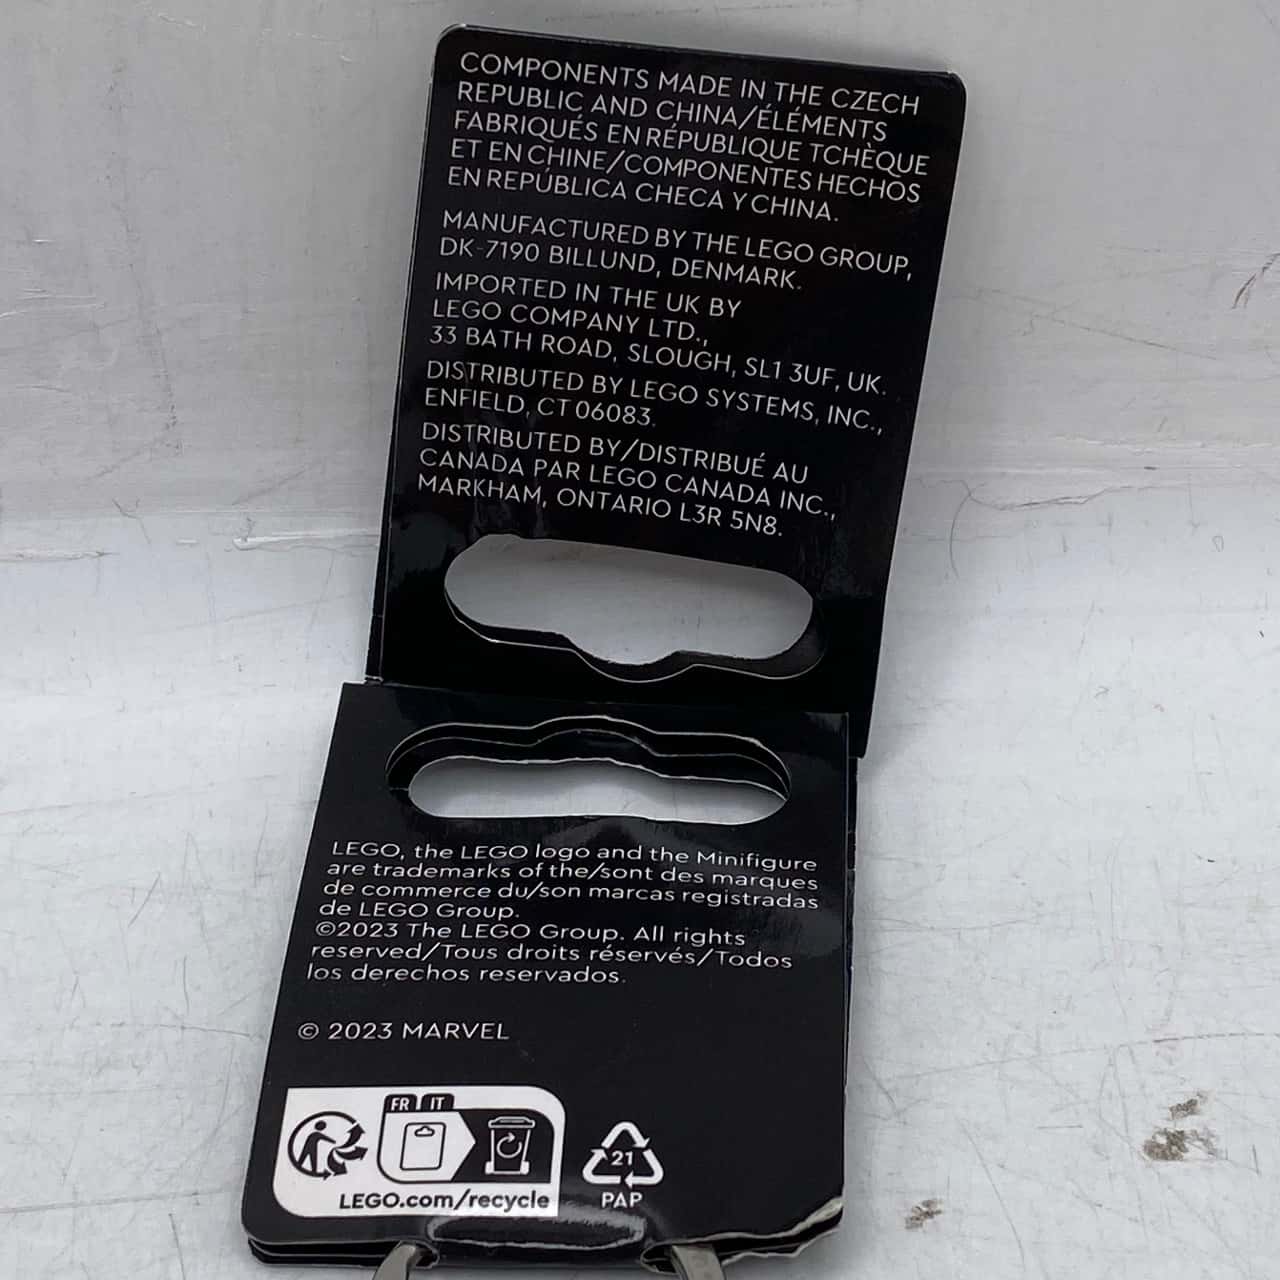 COMPONENTS MADE IN THE CZECH
REPUBLIC AND CHINA/ÉLÉMENTS
FABRIQUÉS EN RÉPUBLIQUE TCHÈQUE
ET EN CHINE/COMPONENTES HECHOS
EN REPÚBLICA CHECA Y CHINA.
MANUFACTURED BY THE LEGO GROUP,
DK-7190 BILLUND, DENMARK.
IMPORTED IN THE UK BY
LEGO COMPANY LTD.,
33 BATH ROAD, SLOUGH, SL1 3UF, UK.
DISTRIBUTED BY LEGO SYSTEMS, INC.,
ENFIELD, CT 06083.
DISTRIBUTED BY/DISTRIBUÉ AU
CANADA PAR LEGO CANADA INC.,
MARKHAM, ONTARIO L3R 5N8.
LEGO, the LEGO logo and the Minifigure
are trademarks of the/sont des marques
de commerce du/son marcas registradas
de LEGO Group.
©2023 The LEGO Group. All rights
reserved/Tous droits réservés/Todos
los derechos reservados.
© 2023 MARVEL
FR IT
LEGO.com/recycle
21
PAP